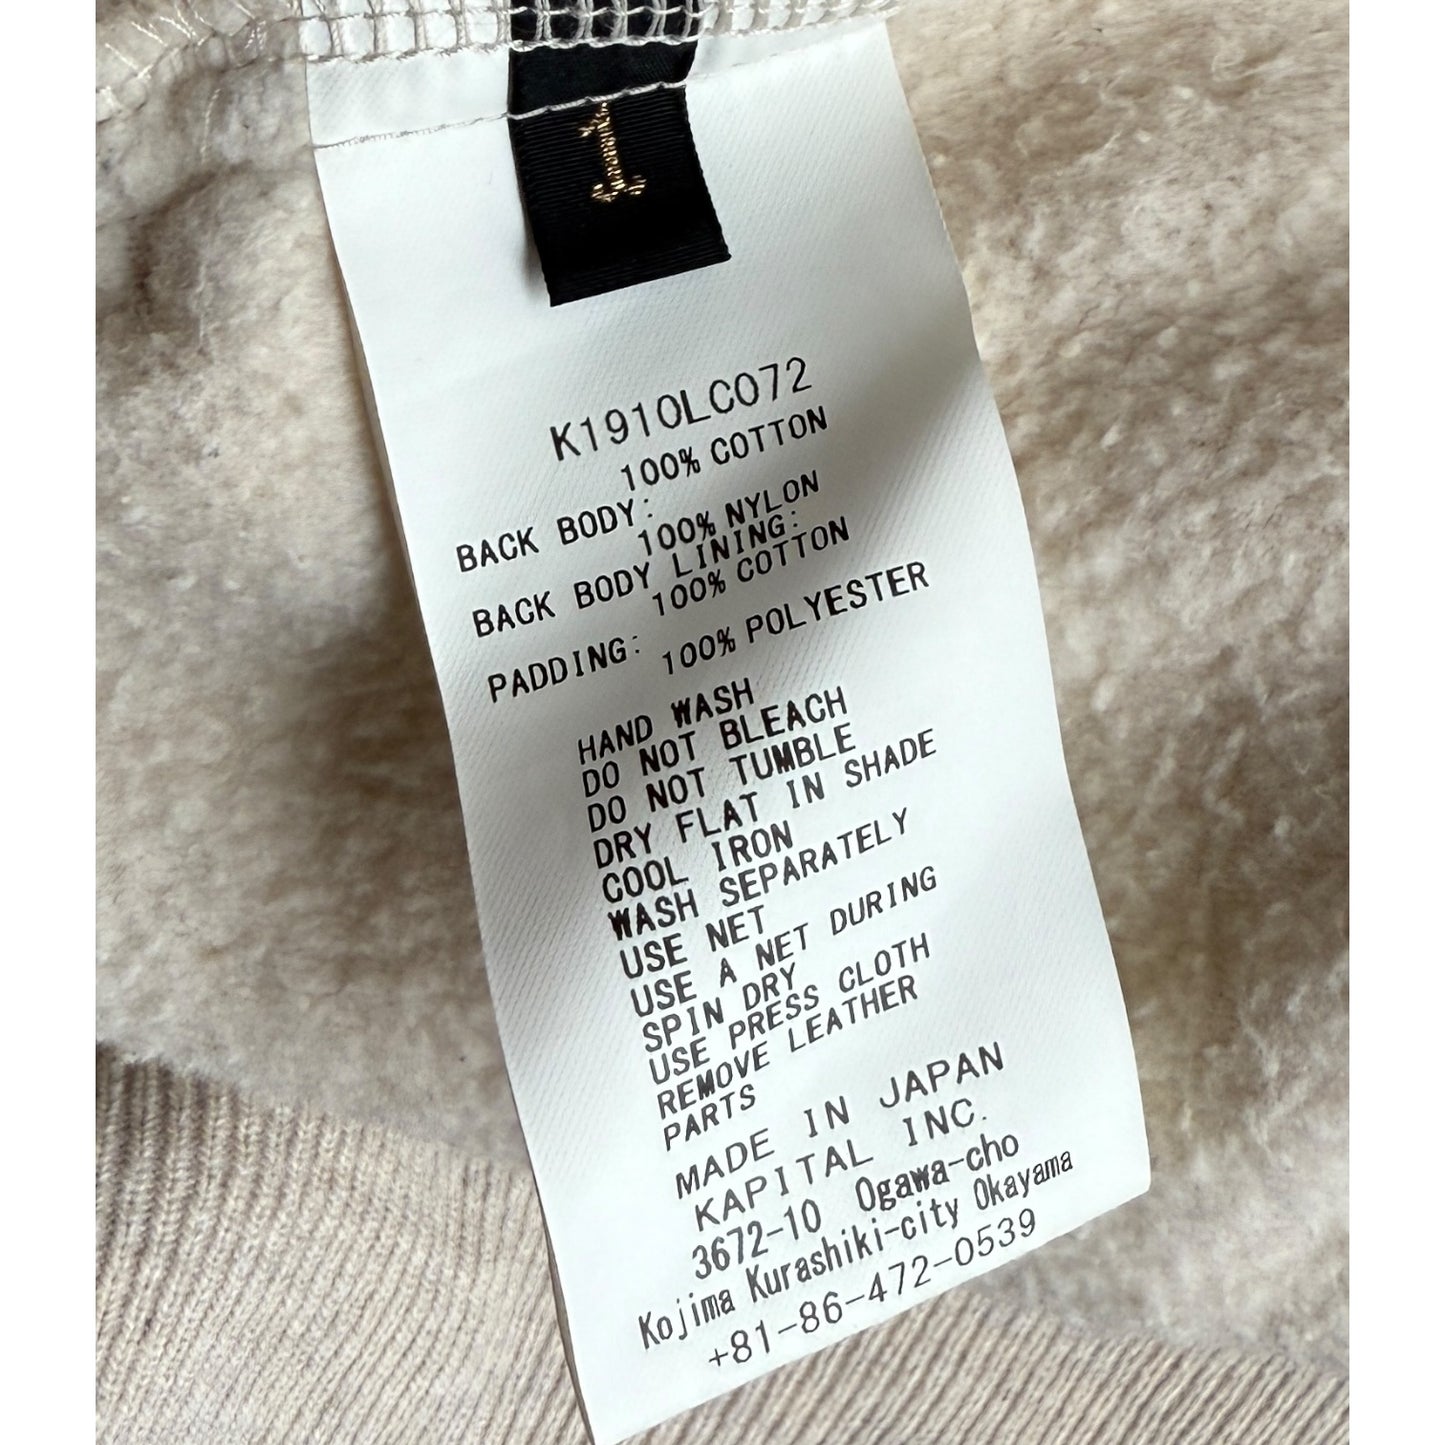 1
K1910LC072
100% COTTON
BACK BODY:
100% NYLON
BACK BODY LINING:
100% COTTON
PADDING:
100% POLYESTER
HAND WASH
DO NOT BLEACH
DO NOT TUMBLE
DRY FLAT IN SHADE
COOL IRON
WASH SEPARATELY
USE NET
USE A NET DURING
SPIN DRY
USE PRESS CLOTH
REMOVE LEATHER
PARTS
MADE IN JAPAN
KAPITAL INC.
3672-10 Ogawa-cho
Kojima Kurashiki-city Okayama
+81-86-472-0539